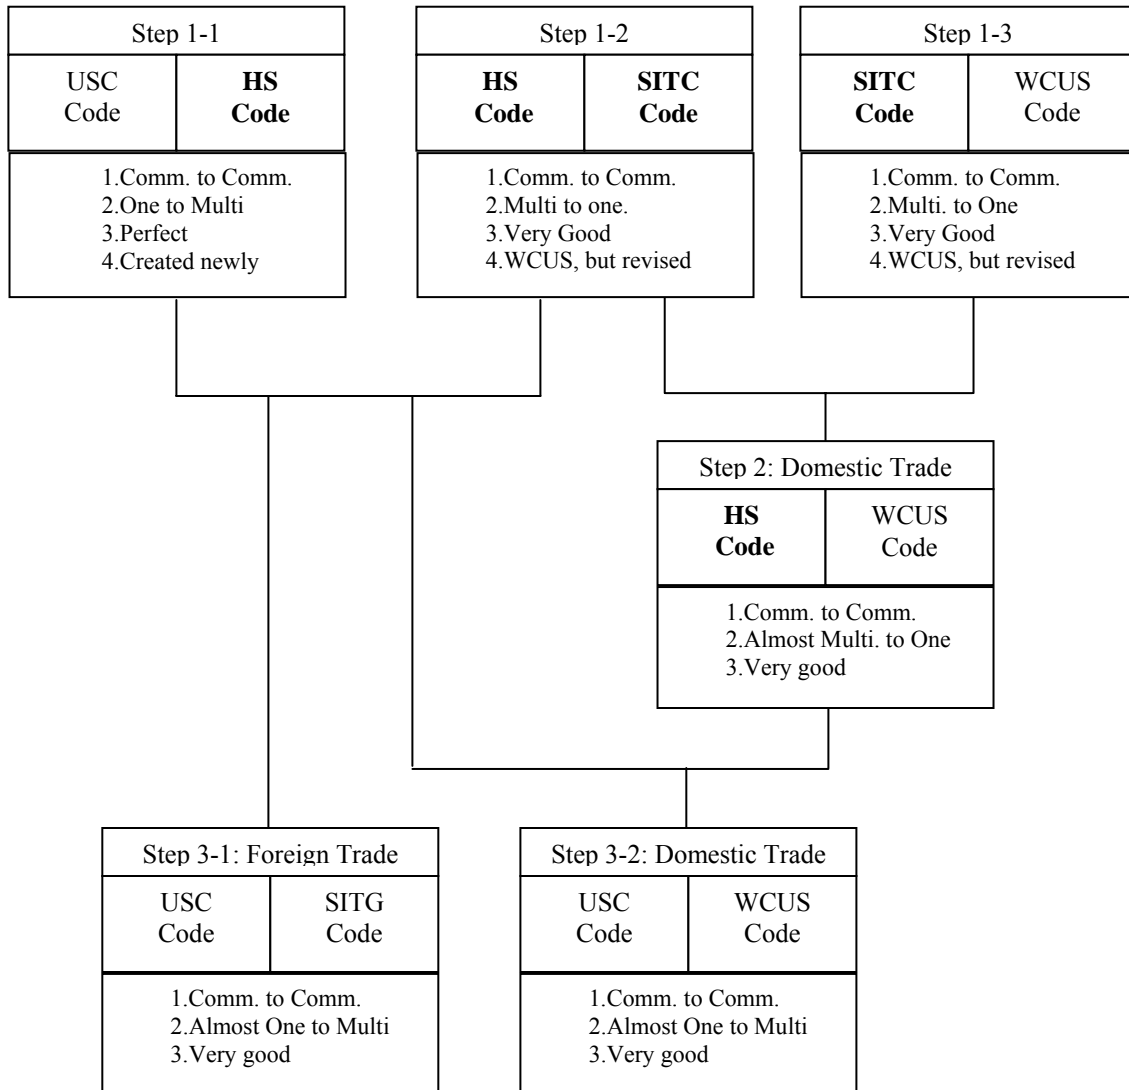 Step 1-1
USC
Code
HS
Code
1.Comm. to Comm.
2.One to Multi
3.Perfect
4.Created newly
Step 1-2
HS
Code
SITC
Code
1.Comm. to Comm.
2.Multi to one.
3.Very Good
4.WCUS, but revised
Step 1-3
SITC
Code
WCUS
Code
1.Comm. to Comm.
2.Multi. to One
3.Very Good
4.WCUS, but revised
Step 2: Domestic Trade
HS
Code
WCUS
Code
1.Comm. to Comm.
2.Almost Multi. to One
3.Very good
Step 3-1: Foreign Trade
USC
Code
SITG
Code
1.Comm. to Comm.
2.Almost One to Multi
3.Very good
Step 3-2: Domestic Trade
USC
Code
WCUS
Code
1.Comm. to Comm.
2.Almost One to Multi
3.Very good